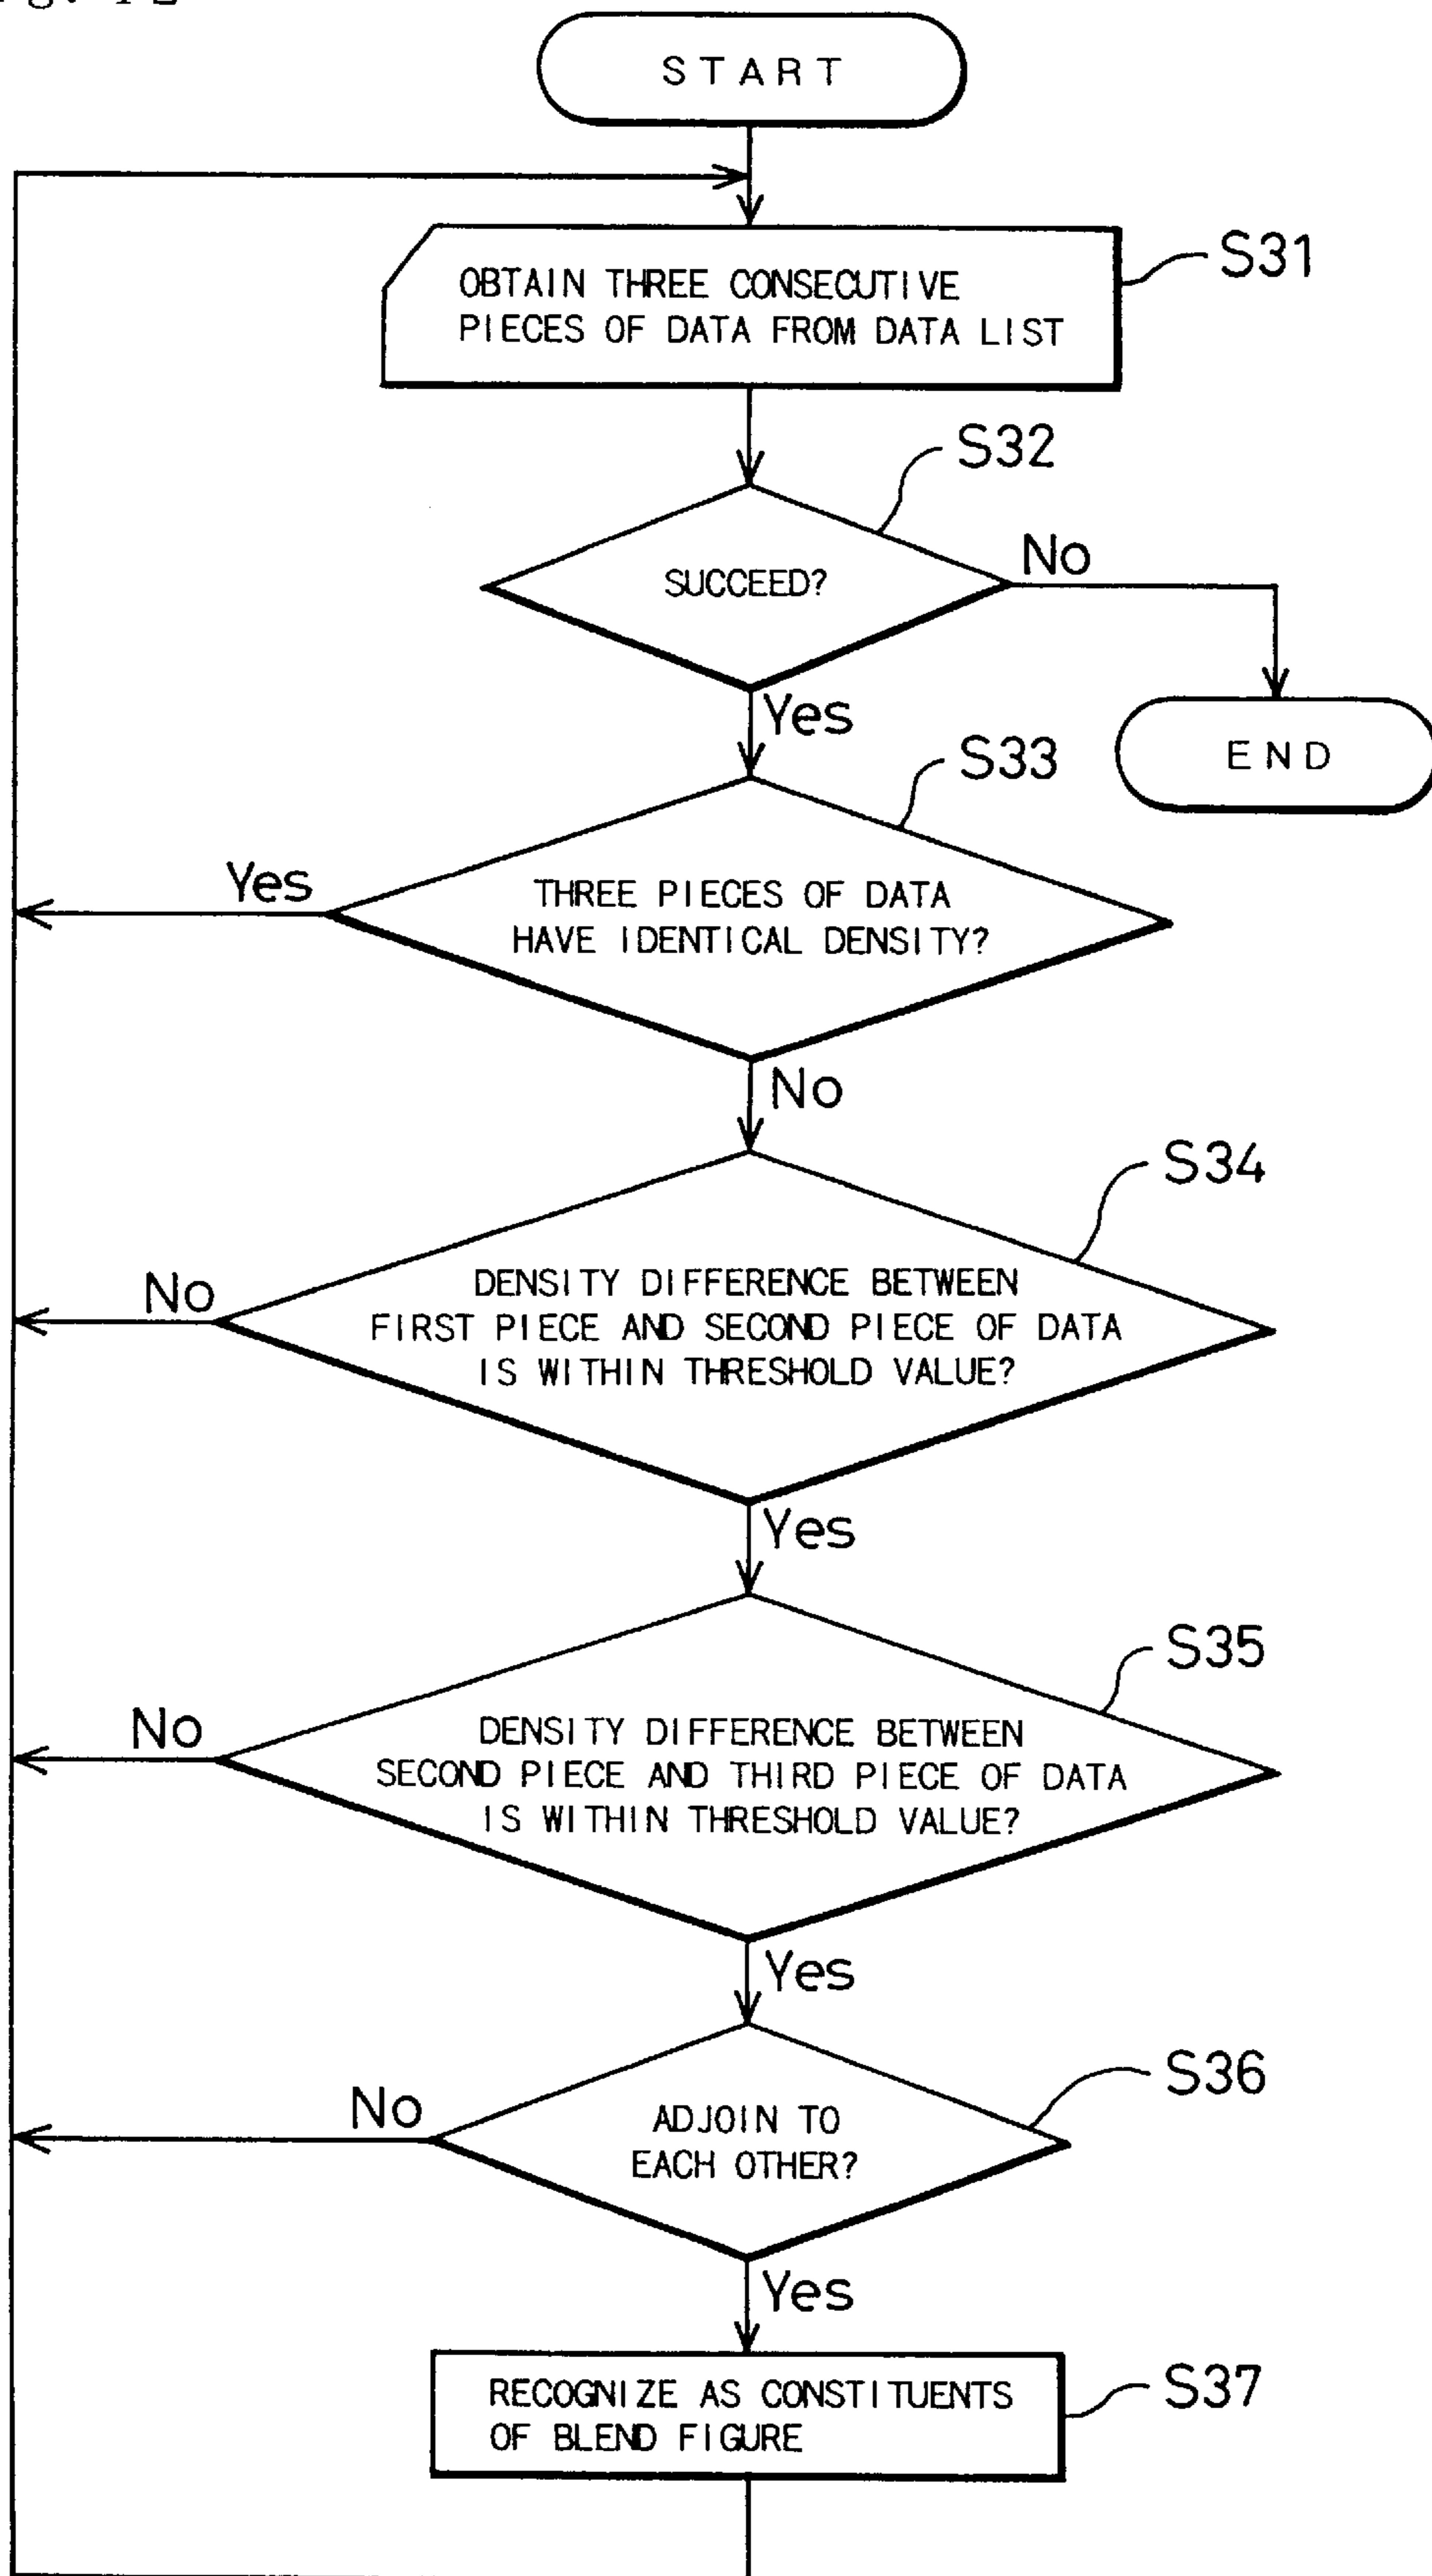 START
OBTAIN THREE CONSECUTIVE
PIECES OF DATA FROM DATA LIST
S31
S32
SUCCEED?
No
Yes
END
S33
THREE PIECES OF DATA
HAVE IDENTICAL DENSITY?
Yes
No
S34
DENSITY DIFFERENCE BETWEEN
FIRST PIECE AND SECOND PIECE OF DATA
IS WITHIN THRESHOLD VALUE?
No
Yes
S35
DENSITY DIFFERENCE BETWEEN
SECOND PIECE AND THIRD PIECE OF DATA
IS WITHIN THRESHOLD VALUE?
No
Yes
S36
ADJOIN TO
EACH OTHER?
No
Yes
RECOGNIZE AS CONSTITUENTS
OF BLEND FIGURE
S37